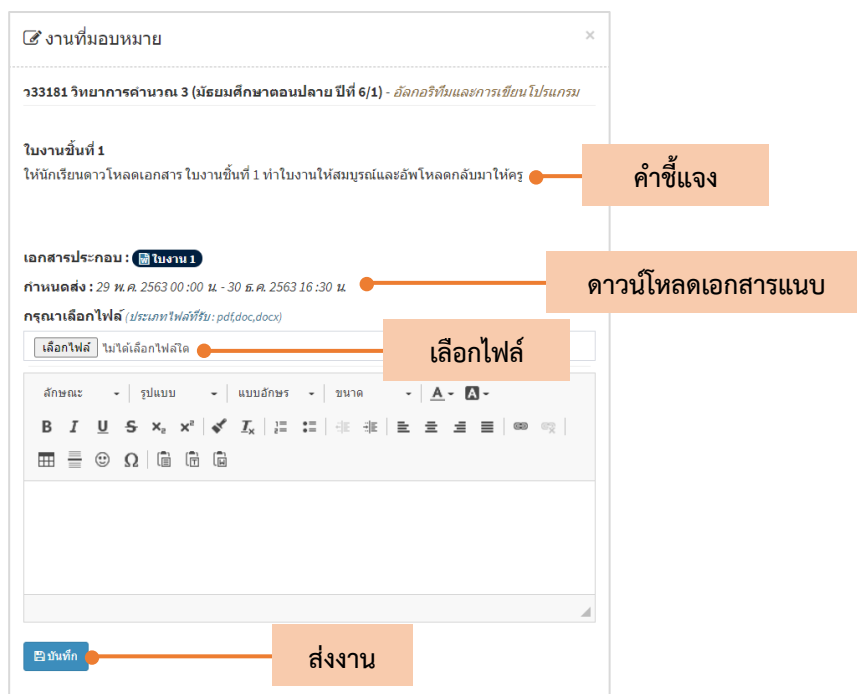 งานที่มอบหมาย ×
ว33181 วิทยาการคำนวณ 3 (มัธยมศึกษาตอนปลาย ปีที่ 6/1) - อัลกอริทึมและการเขียนโปรแกรม
ใบงานชิ้นที่ 1
ให้นักเรียนดาวโหลดเอกสาร ใบงานชิ้นที่ 1 ทำใบงานให้สมบูรณ์และอัพโหลดกลับมาให้ครู
คำชี้แจง
เอกสารประกอบ : ใบงาน 1
กำหนดส่ง : 29 พ.ค. 2563 00 :00 น. - 30 ธ.ค. 2563 16 :30 น.
ดาวน์โหลดเอกสารแนบ
กรุณาเลือกไฟล์ (ประเภทไฟล์ที่รับ : pdf,doc,docx)
เลือกไฟล์ ไม่ได้เลือกไฟล์ใด
เลือกไฟล์
ลักษณะ รูปแบบ แบบอักษร ขนาด A A
B I U S x₂ x² Tx
Ω
บันทึก
ส่งงาน